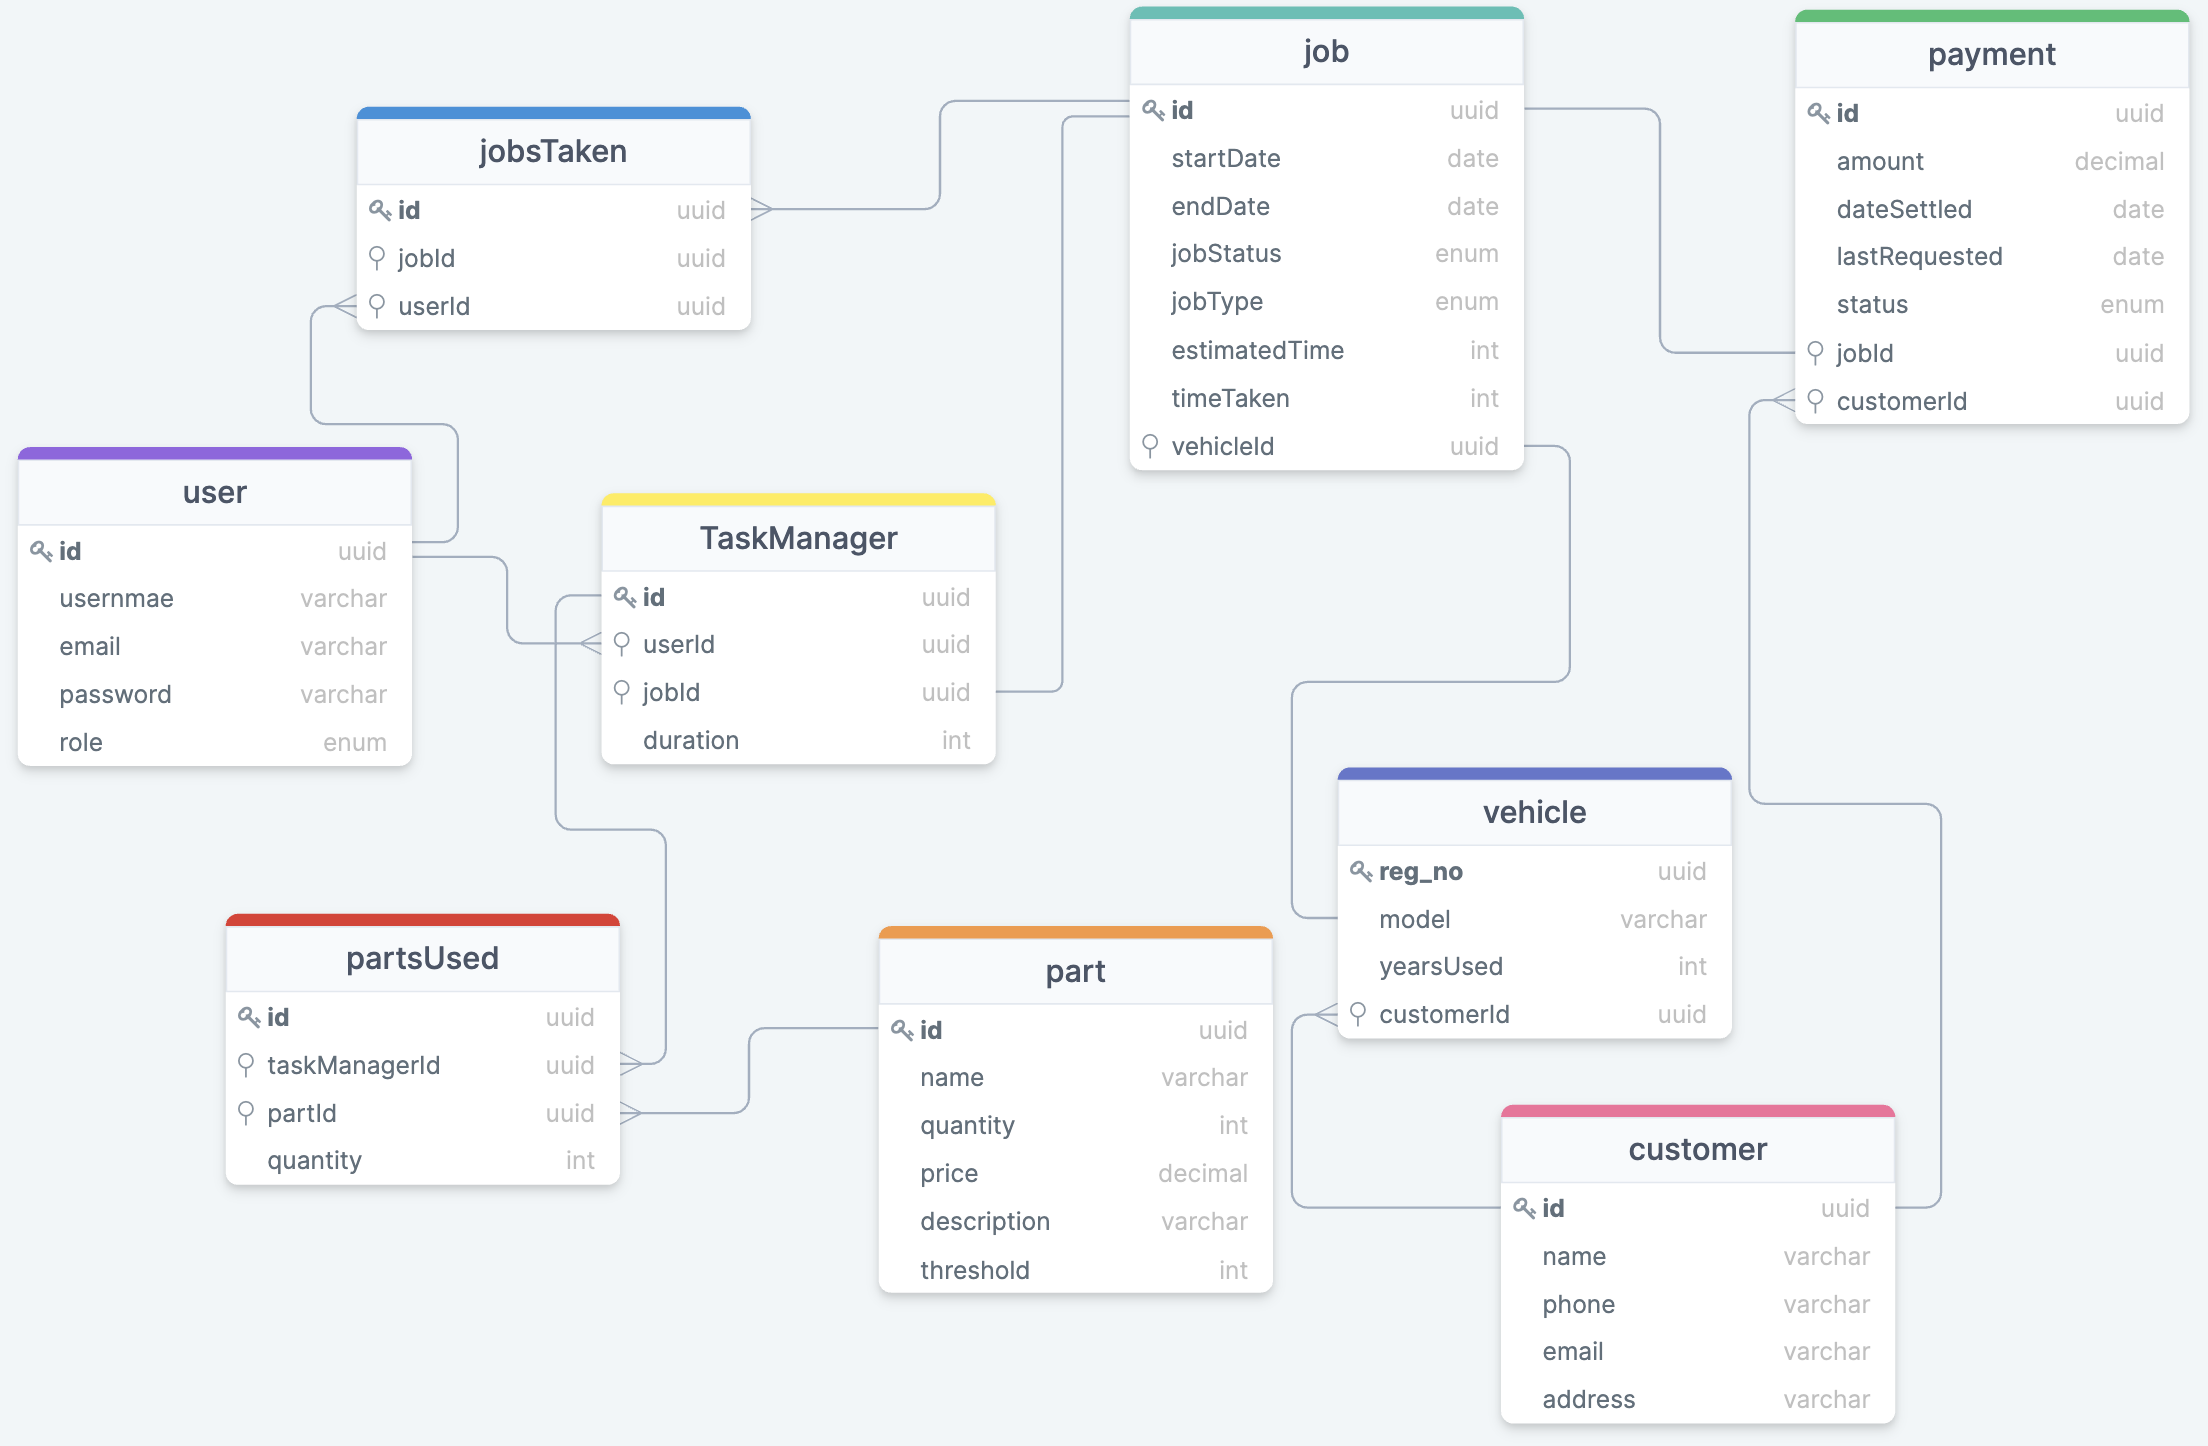 jobsTaken
id uuid
jobId uuid
userId uuid
job
id uuid
startDate date
endDate date
jobStatus enum
jobType enum
estimatedTime int
timeTaken int
vehicleId uuid
payment
id uuid
amount decimal
dateSettled date
lastRequested date
status enum
jobId uuid
customerId uuid
user
id uuid
usernmae varchar
email varchar
password varchar
role enum
TaskManager
id uuid
userId uuid
jobId uuid
duration int
vehicle
reg_no uuid
model varchar
yearsUsed int
customerId uuid
partsUsed
id uuid
taskManagerId uuid
partId uuid
quantity int
part
id uuid
name varchar
quantity int
price decimal
description varchar
threshold int
customer
id uuid
name varchar
phone varchar
email varchar
address varchar